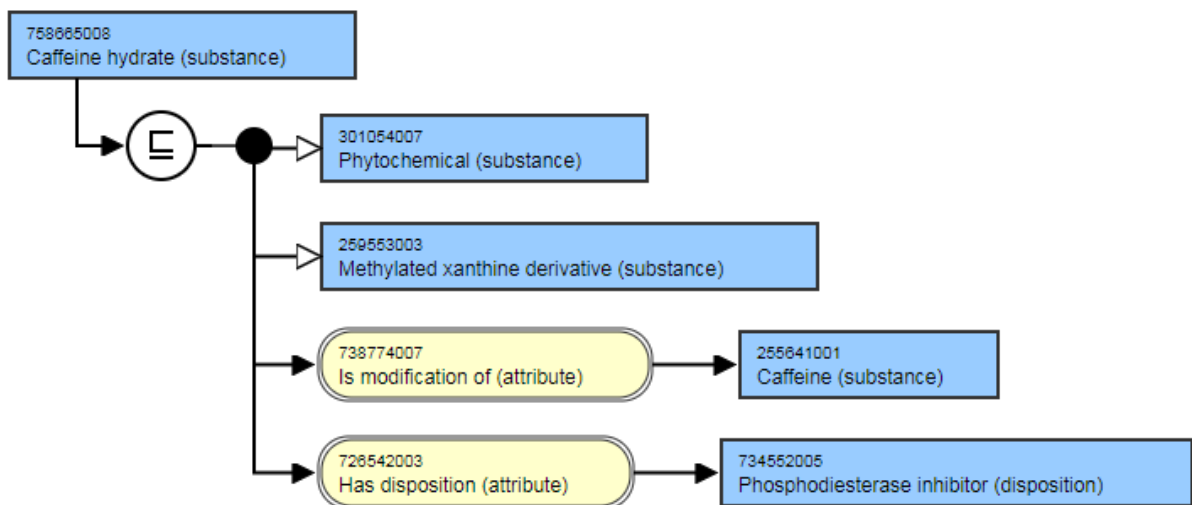 758665008
Caffeine hydrate (substance)
⊑
301054007
Phytochemical (substance)
259553003
Methylated xanthine derivative (substance)
738774007
Is modification of (attribute)
255641001
Caffeine (substance)
726542003
Has disposition (attribute)
734552005
Phosphodiesterase inhibitor (disposition)